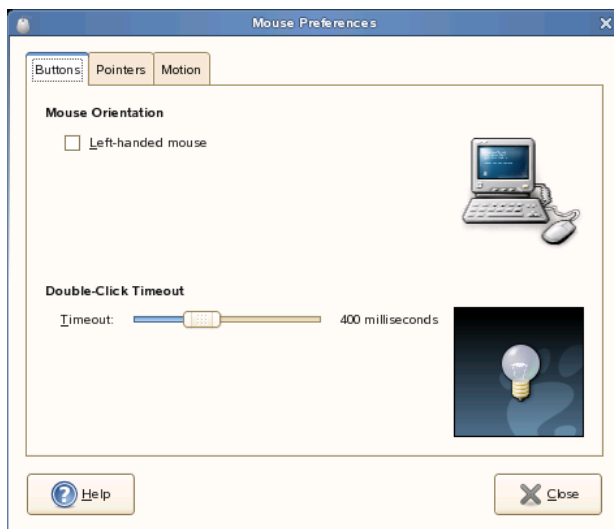 Mouse Preferences
Buttons Pointers Motion
Mouse Orientation
Left-handed mouse
Double-Click Timeout
Timeout: 400 milliseconds
Help Close